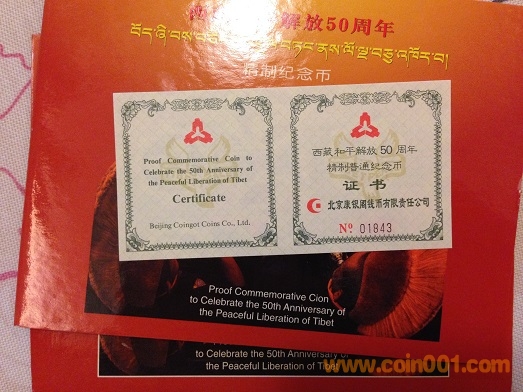 解放50周年
精制纪念币
Proof Commemorative Coin to
Celebrate the 50th Anniversary of
the Peaceful Liberation of Tibet
Certificate
Beijing Coingot Coins Co., Ltd.
西藏和平解放 50 周年
精制普通纪念币
证 书
北京康银阁钱币有限责任公司
№ 01843
Proof Commemorative Cion
to Celebrate the 50th Anniversary of
the Peaceful Liberation of Tibet
to Celebrate the 50th Anniversary of
the Peaceful Liberation of Tibet
www.coin001.com